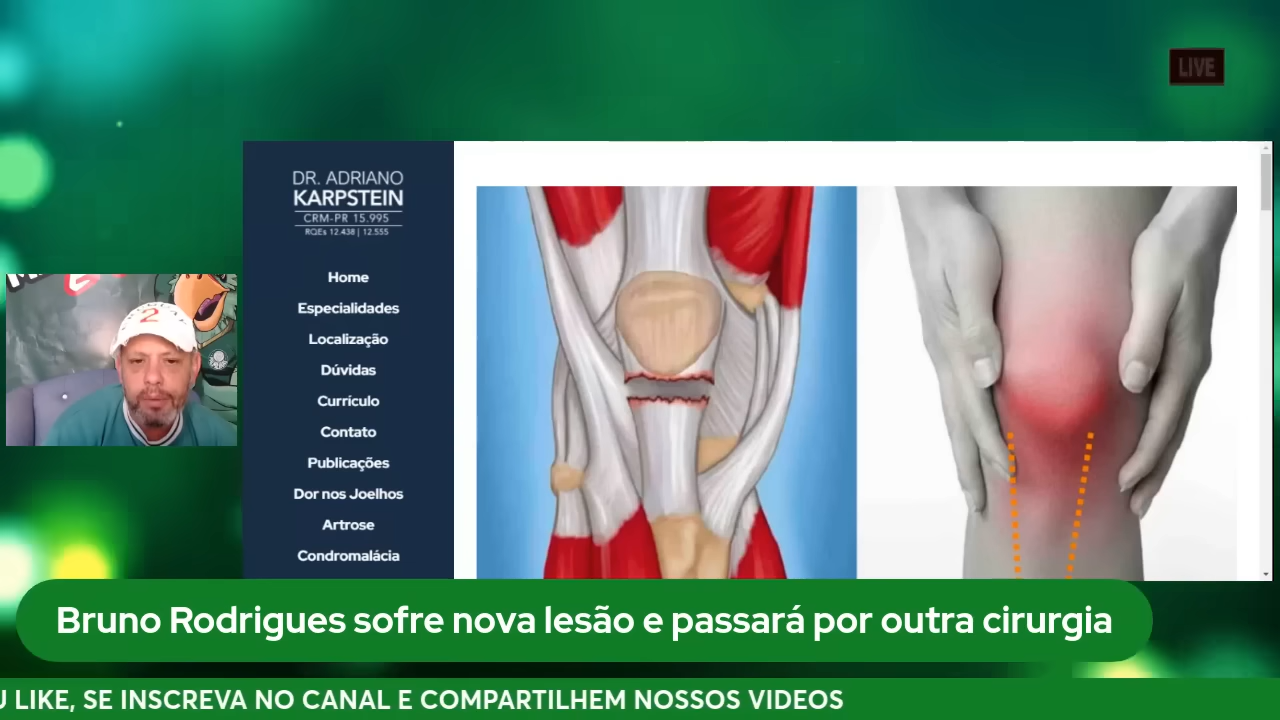 LIVE
DR. ADRIANO
KARPSTEIN
CRM-PR 15.995
RQEs 12.438 | 12.555
Home
Especialidades
Localização
Dúvidas
Currículo
Contato
Publicações
Dor nos Joelhos
Artrose
Condromalácia
2
Bruno Rodrigues sofre nova lesão e passará por outra cirurgia
U LIKE, SE INSCREVA NO CANAL E COMPARTILHEM NOSSOS VIDEOS